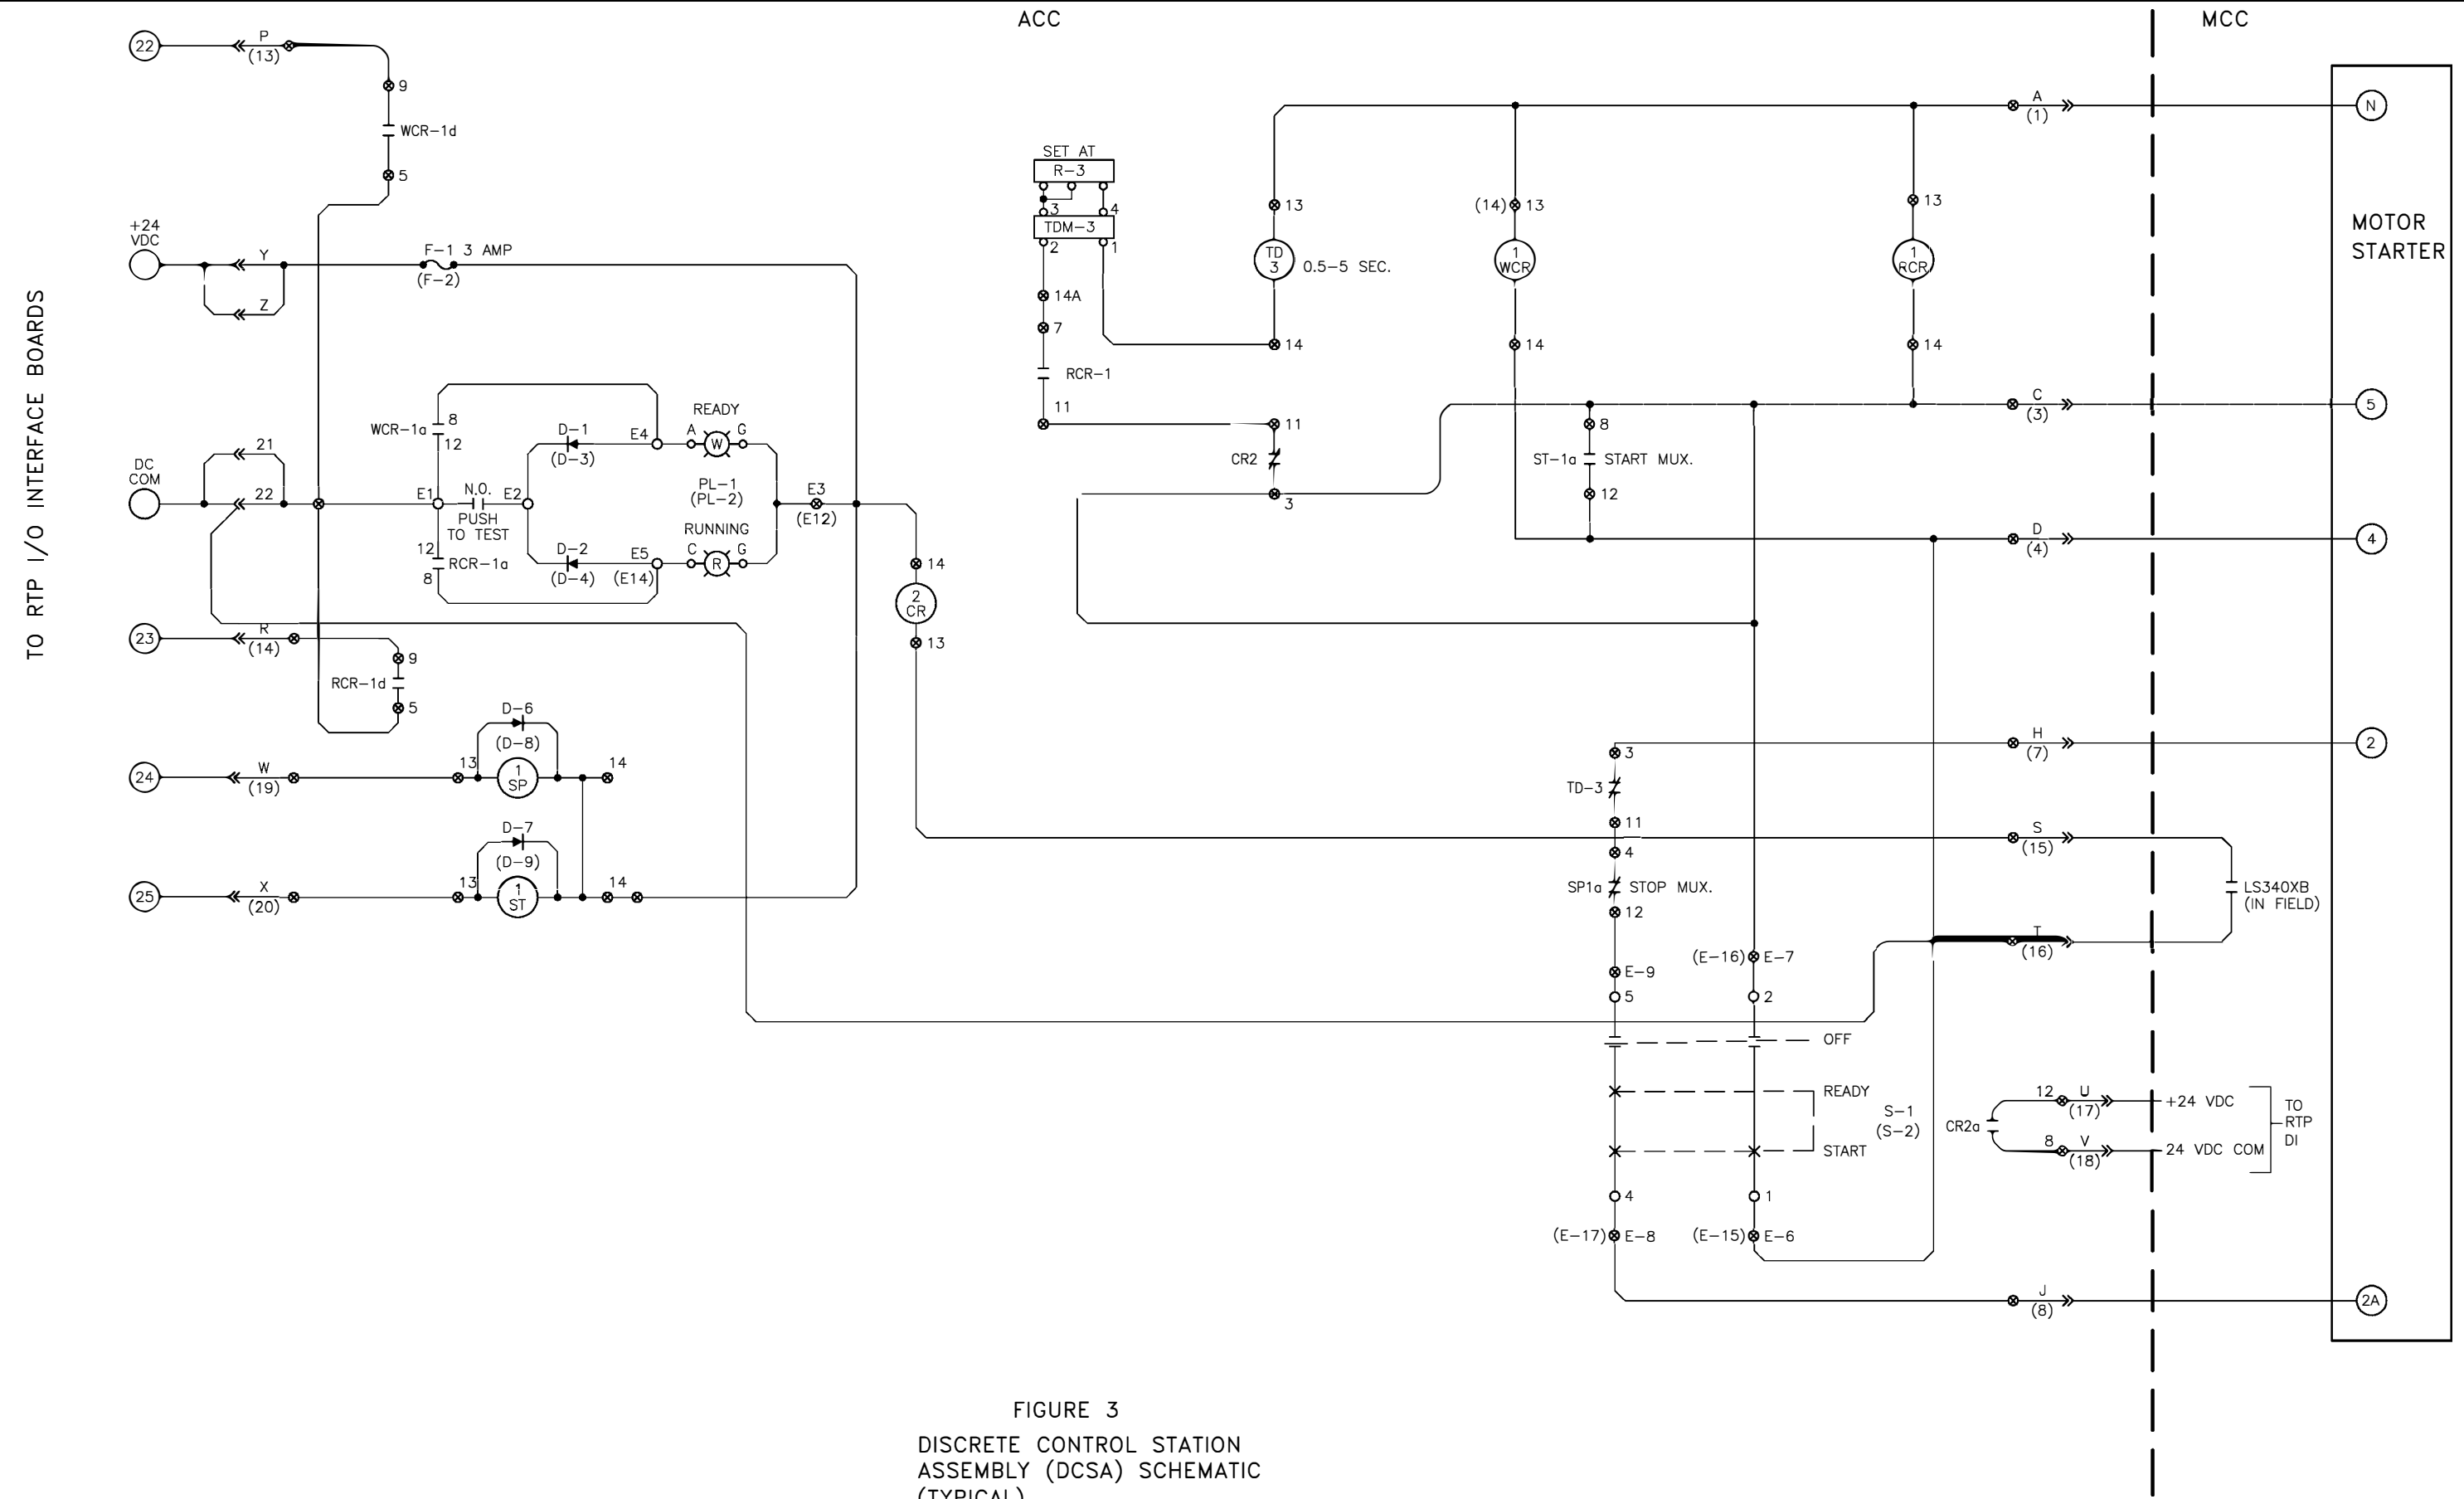 ACC
MCC
22
P
(13)
9
WCR-1d
5
A
(1)
N
SET AT
R-3
3
4
TDM-3
2
1
13
(14)
13
13
MOTOR
STARTER
+24
VDC
Y
F-1 3 AMP
(F-2)
Z
TD
3
0.5-5 SEC.
1
WCR
1
RCR
14A
7
14
14
14
RCR-1
11
TO RTP I/O INTERFACE BOARDS
READY
WCR-1a
8
12
D-1
(D-3)
E4
A
W
G
11
CR2
3
C
(3)
5
8
ST-1a
START MUX.
12
DC
COM
21
22
E1
N.O.
E2
PUSH
TO TEST
PL-1
(PL-2)
E3
(E12)
RUNNING
12
RCR-1a
8
D-2
(D-4)
E5
(E14)
C
R
G
14
2
CR
13
D
(4)
4
23
R
(14)
9
RCR-1d
5
D-6
(D-8)
H
(7)
2
3
24
W
(19)
13
1
SP
14
TD-3
11
D-7
(D-9)
S
(15)
4
25
X
(20)
13
1
ST
14
SP1a
STOP MUX.
12
LS340XB
(IN FIELD)
T
(16)
E-9
(E-16)
E-7
5
2
OFF
READY
S-1
(S-2)
START
12
U
(17)
+24 VDC
CR2a
8
V
(18)
24 VDC COM
TO
RTP
DI
4
1
(E-17)
E-8
(E-15)
E-6
J
(8)
2A
FIGURE 3
DISCRETE CONTROL STATION
ASSEMBLY (DCSA) SCHEMATIC
(TYPICAL)